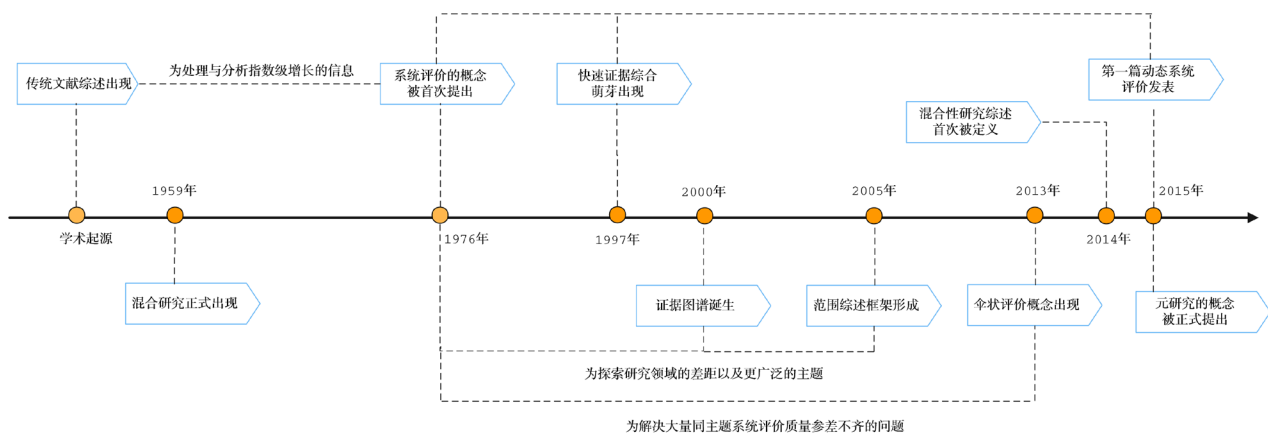 传统文献综述出现
为处理与分析指数级增长的信息
系统评价的概念
被首次提出
快速证据综合
萌芽出现
第一篇动态系统
评价发表
混合性研究综述
首次被定义
1959年
2000年
2005年
2013年
2015年
学术起源
1976年
1997年
2014年
混合研究正式出现
证据图谱诞生
范围综述框架形成
伞状评价概念出现
元研究的概念
被正式提出
为探索研究领域的差距以及更广泛的主题
为解决大量同主题系统评价质量参差不齐的问题